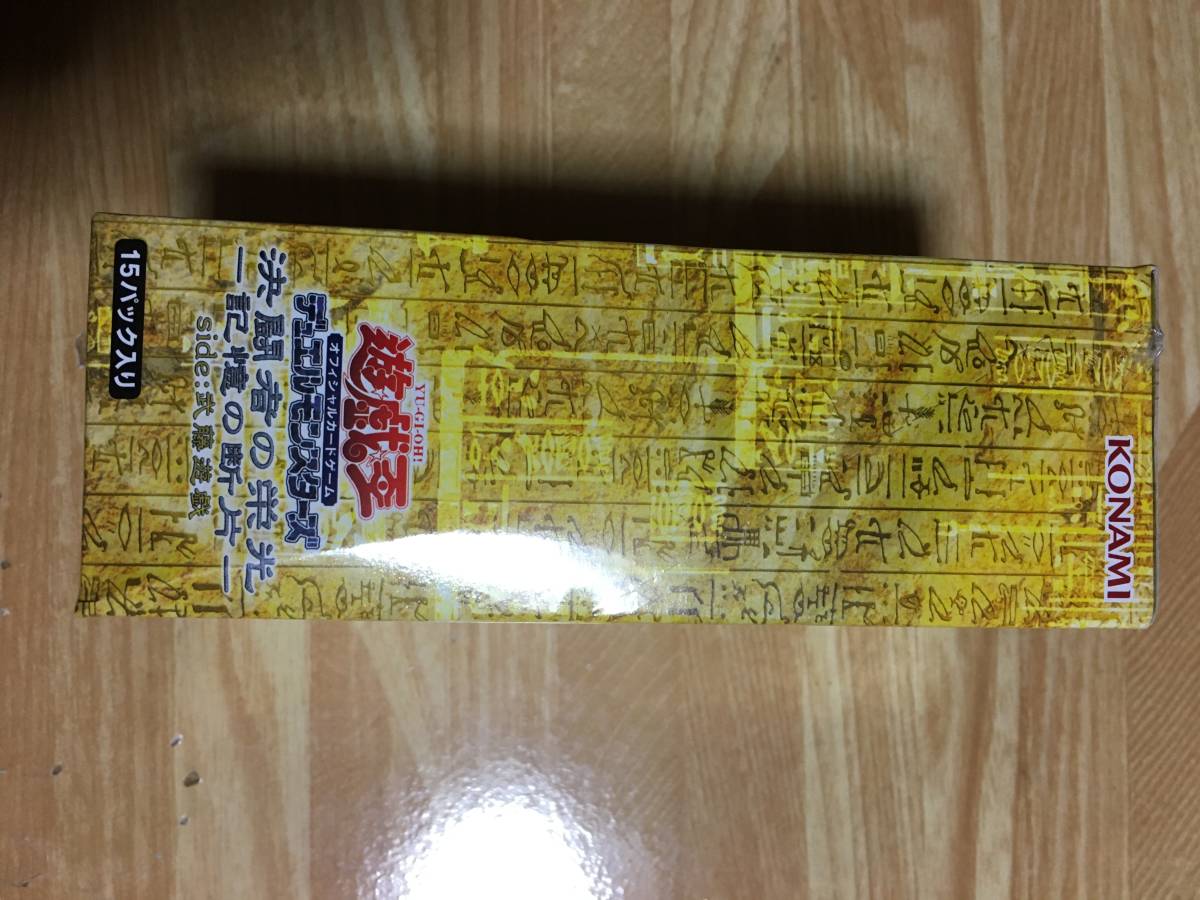 KONAMI
YU-GI-OH!
遊戯王
オフィシャルカードゲーム
デュエルモンスターズ
決闘者の栄光
―記憶の断片―
side:武藤遊戯
15パック入り